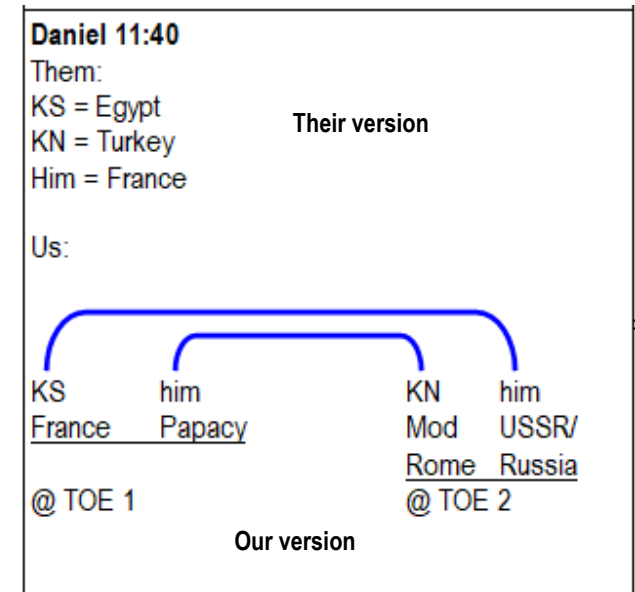 Daniel 11:40
Them:
KS = Egypt
Their version
KN = Turkey
Him = France
Us:
KS him KN him
France Papacy Mod USSR/
Rome Russia
@ TOE 1 @ TOE 2
Our version